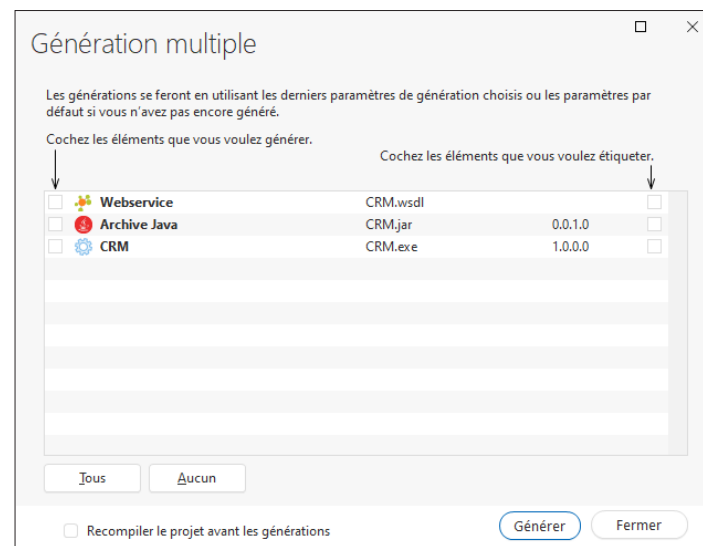 Génération multiple
Les générations se feront en utilisant les derniers paramètres de génération choisis ou les paramètres par
défaut si vous n'avez pas encore généré.
Cochez les éléments que vous voulez générer.
Cochez les éléments que vous voulez étiqueter.
Webservice CRM.wsdl
Archive Java CRM.jar 0.0.1.0
CRM CRM.exe 1.0.0.0
Tous Aucun
Recompiler le projet avant les générations
Générer Fermer